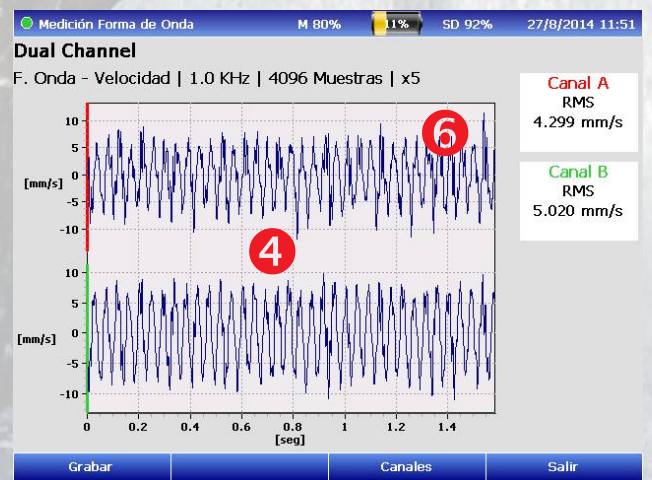 Medición Forma de Onda M 80% 11% SD 92% 27/8/2014 11:51
Dual Channel
F. Onda - Velocidad | 1.0 KHz | 4096 Muestras | x5
Canal A
RMS
4.299 mm/s
Canal B
RMS
5.020 mm/s
10
5
0
-5
-10
[mm/s]
6
4
10
5
0
-5
-10
[mm/s]
0 0.2 0.4 0.6 0.8 1 1.2 1.4
[seg]
Grabar Canales Salir